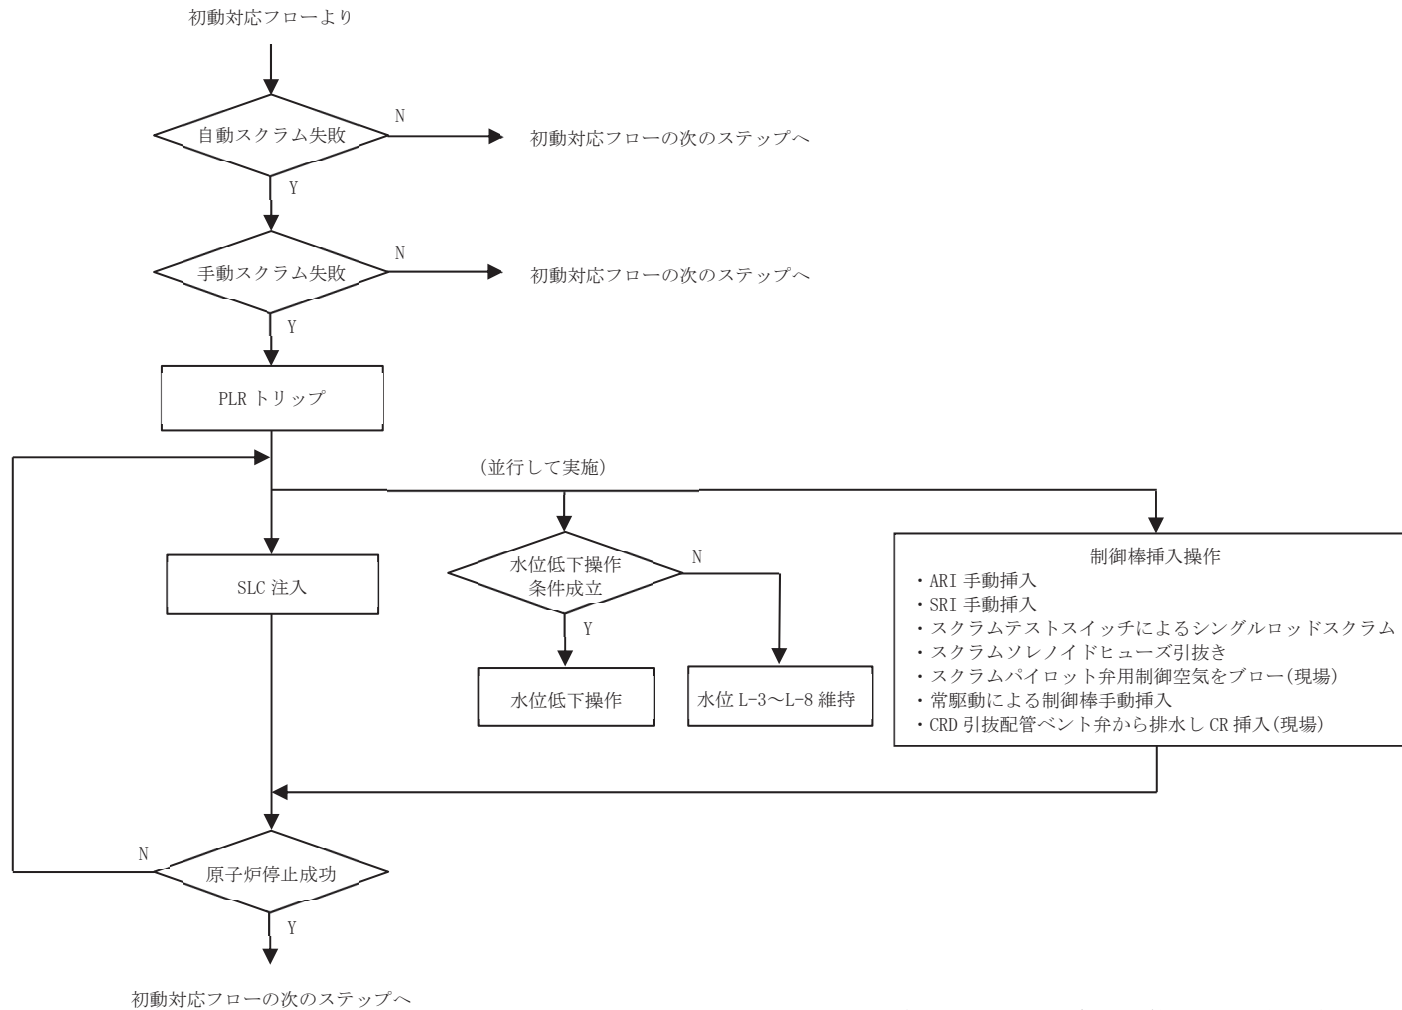 初動対応フローより
自動スクラム失敗
N
初動対応フローの次のステップへ
Y
手動スクラム失敗
N
初動対応フローの次のステップへ
Y
PLR トリップ
(並行して実施)
SLC 注入
水位低下操作
条件成立
N
Y
水位低下操作
水位 L-3～L-8 維持
制御棒挿入操作
・ARI 手動挿入
・SRI 手動挿入
・スクラムテストスイッチによるシングルロッドスクラム
・スクラムソレノイドヒューズ引抜き
・スクラムパイロット弁用制御空気をブロー(現場)
・常駆動による制御棒手動挿入
・CRD 引抜配管ベント弁から排水し CR 挿入(現場)
N
原子炉停止成功
Y
初動対応フローの次のステップへ